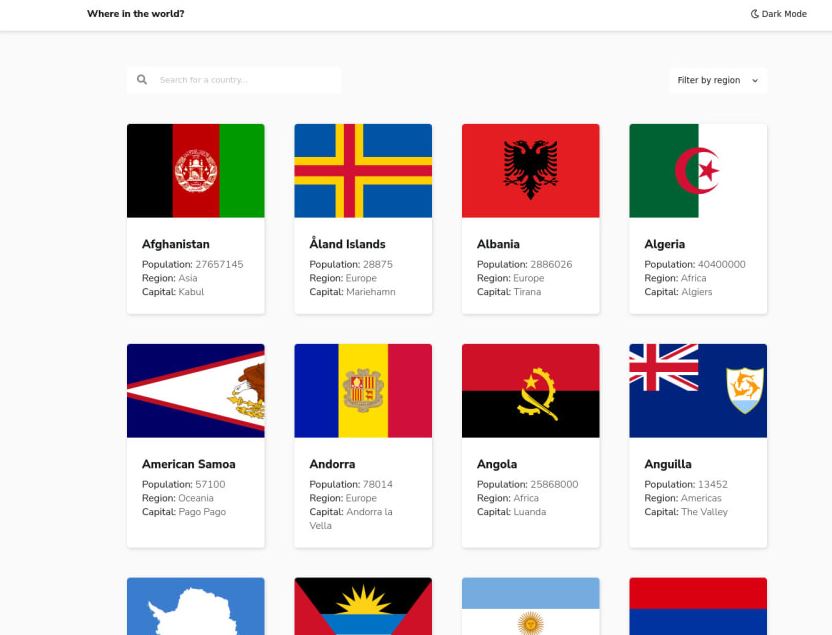 Where in the world?
Dark Mode
Search for a country...
Filter by region
Afghanistan
Population: 27657145
Region: Asia
Capital: Kabul
Åland Islands
Population: 28875
Region: Europe
Capital: Mariehamn
Albania
Population: 2886026
Region: Europe
Capital: Tirana
Algeria
Population: 40400000
Region: Africa
Capital: Algiers
American Samoa
Population: 57100
Region: Oceania
Capital: Pago Pago
Andorra
Population: 78014
Region: Europe
Capital: Andorra la
Vella
Angola
Population: 25868000
Region: Africa
Capital: Luanda
Anguilla
Population: 13452
Region: Americas
Capital: The Valley